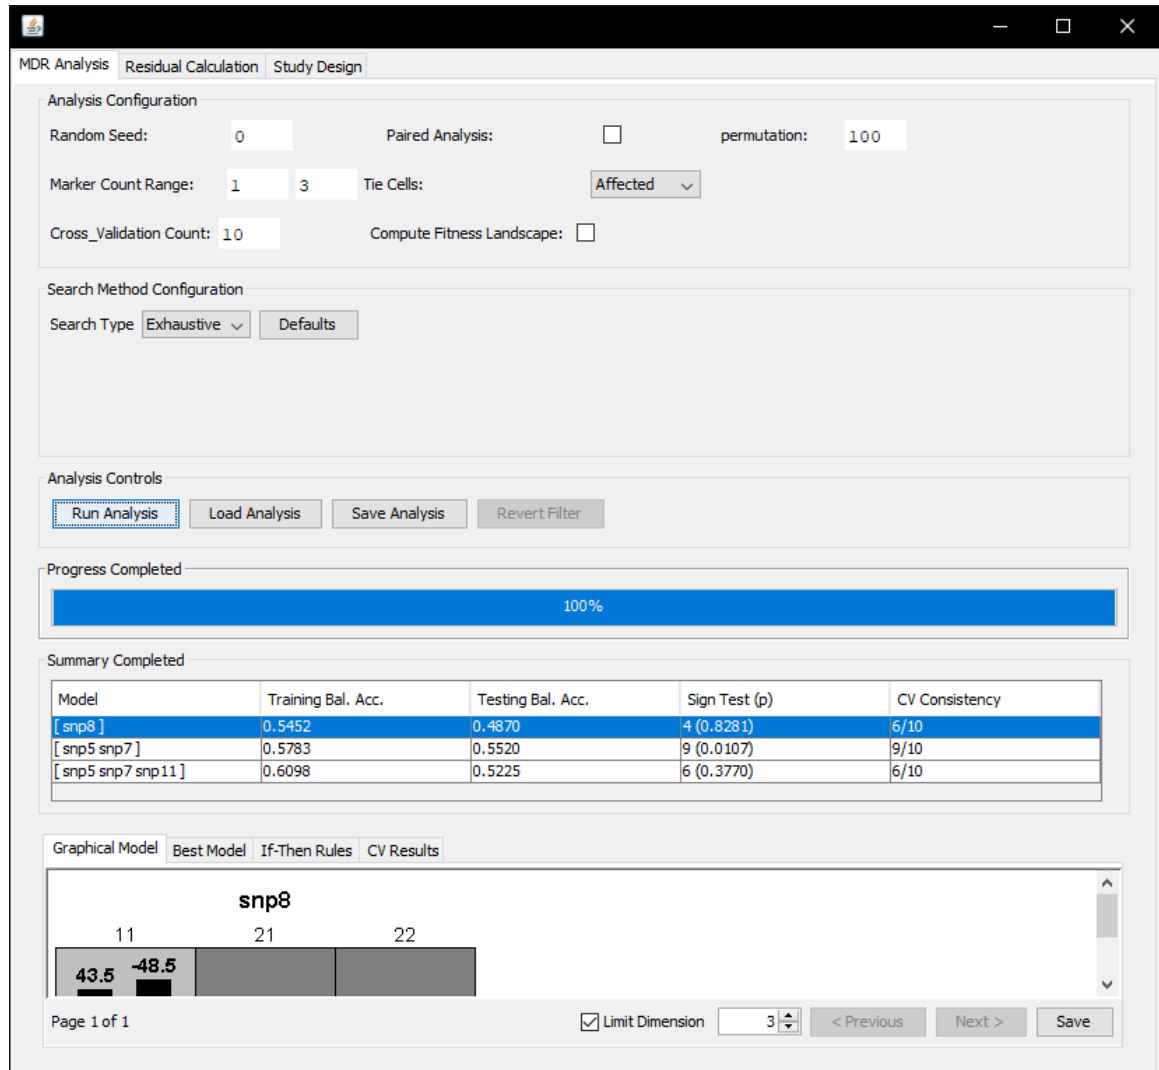 MDR Analysis Residual Calculation Study Design
Analysis Configuration
Random Seed: 0 Paired Analysis: permutation: 100
Marker Count Range: 1 3 Tie Cells: Affected
Cross_Validation Count: 10 Compute Fitness Landscape:
Search Method Configuration
Search Type Exhaustive Defaults
Analysis Controls
Run Analysis Load Analysis Save Analysis Revert Filter
Progress Completed
100%
Summary Completed
Model Training Bal. Acc. Testing Bal. Acc. Sign Test (p) CV Consistency
[ snp8 ] 0.5452 0.4870 4 (0.8281) 6/10
[ snp5 snp7 ] 0.5783 0.5520 9 (0.0107) 9/10
[ snp5 snp7 snp11 ] 0.6098 0.5225 6 (0.3770) 6/10
Graphical Model Best Model If-Then Rules CV Results
snp8
11 21 22
43.5 -48.5
Page 1 of 1 Limit Dimension 3 < Previous Next > Save